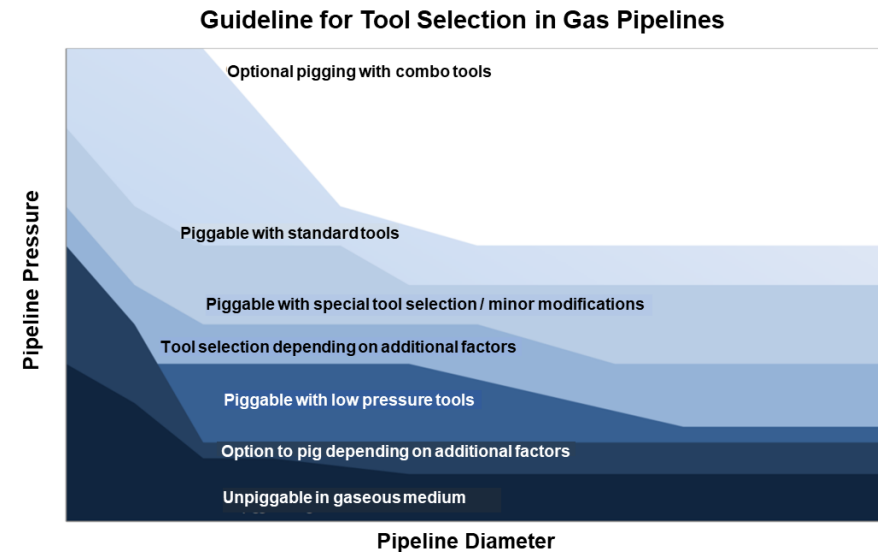 Guideline for Tool Selection in Gas Pipelines
Optional pigging with combo tools
Piggable with standard tools
Piggable with special tool selection / minor modifications
Tool selection depending on additional factors
Piggable with low pressure tools
Option to pig depending on additional factors
Unpiggable in gaseous medium
Pipeline Pressure
Pipeline Diameter